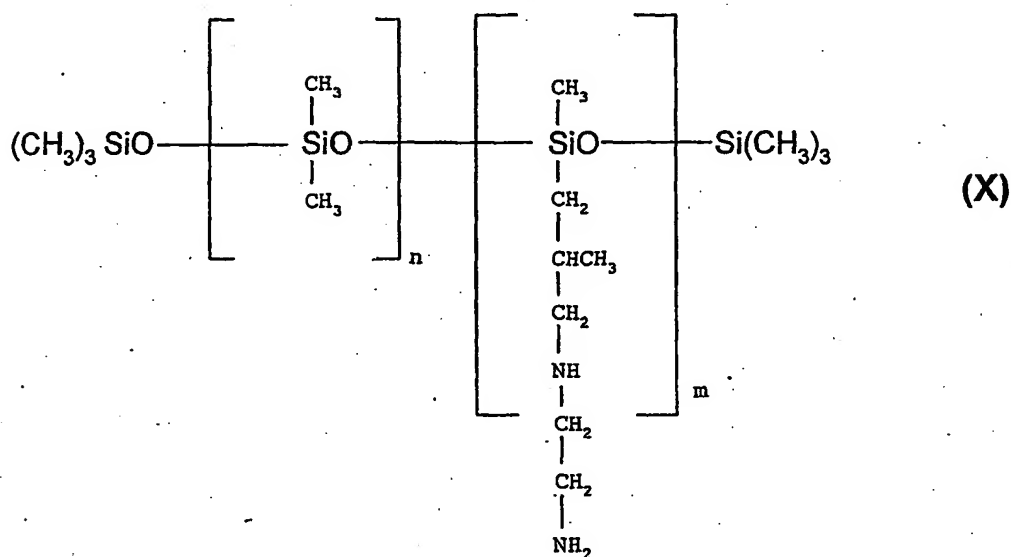 CH₃ CH₃
(CH₃)₃ SiO SiO SiO Si(CH₃)₃
(X)
CH₃ CH₂
n CHCH₃
CH₂
NH
m
CH₂
CH₂
NH₂